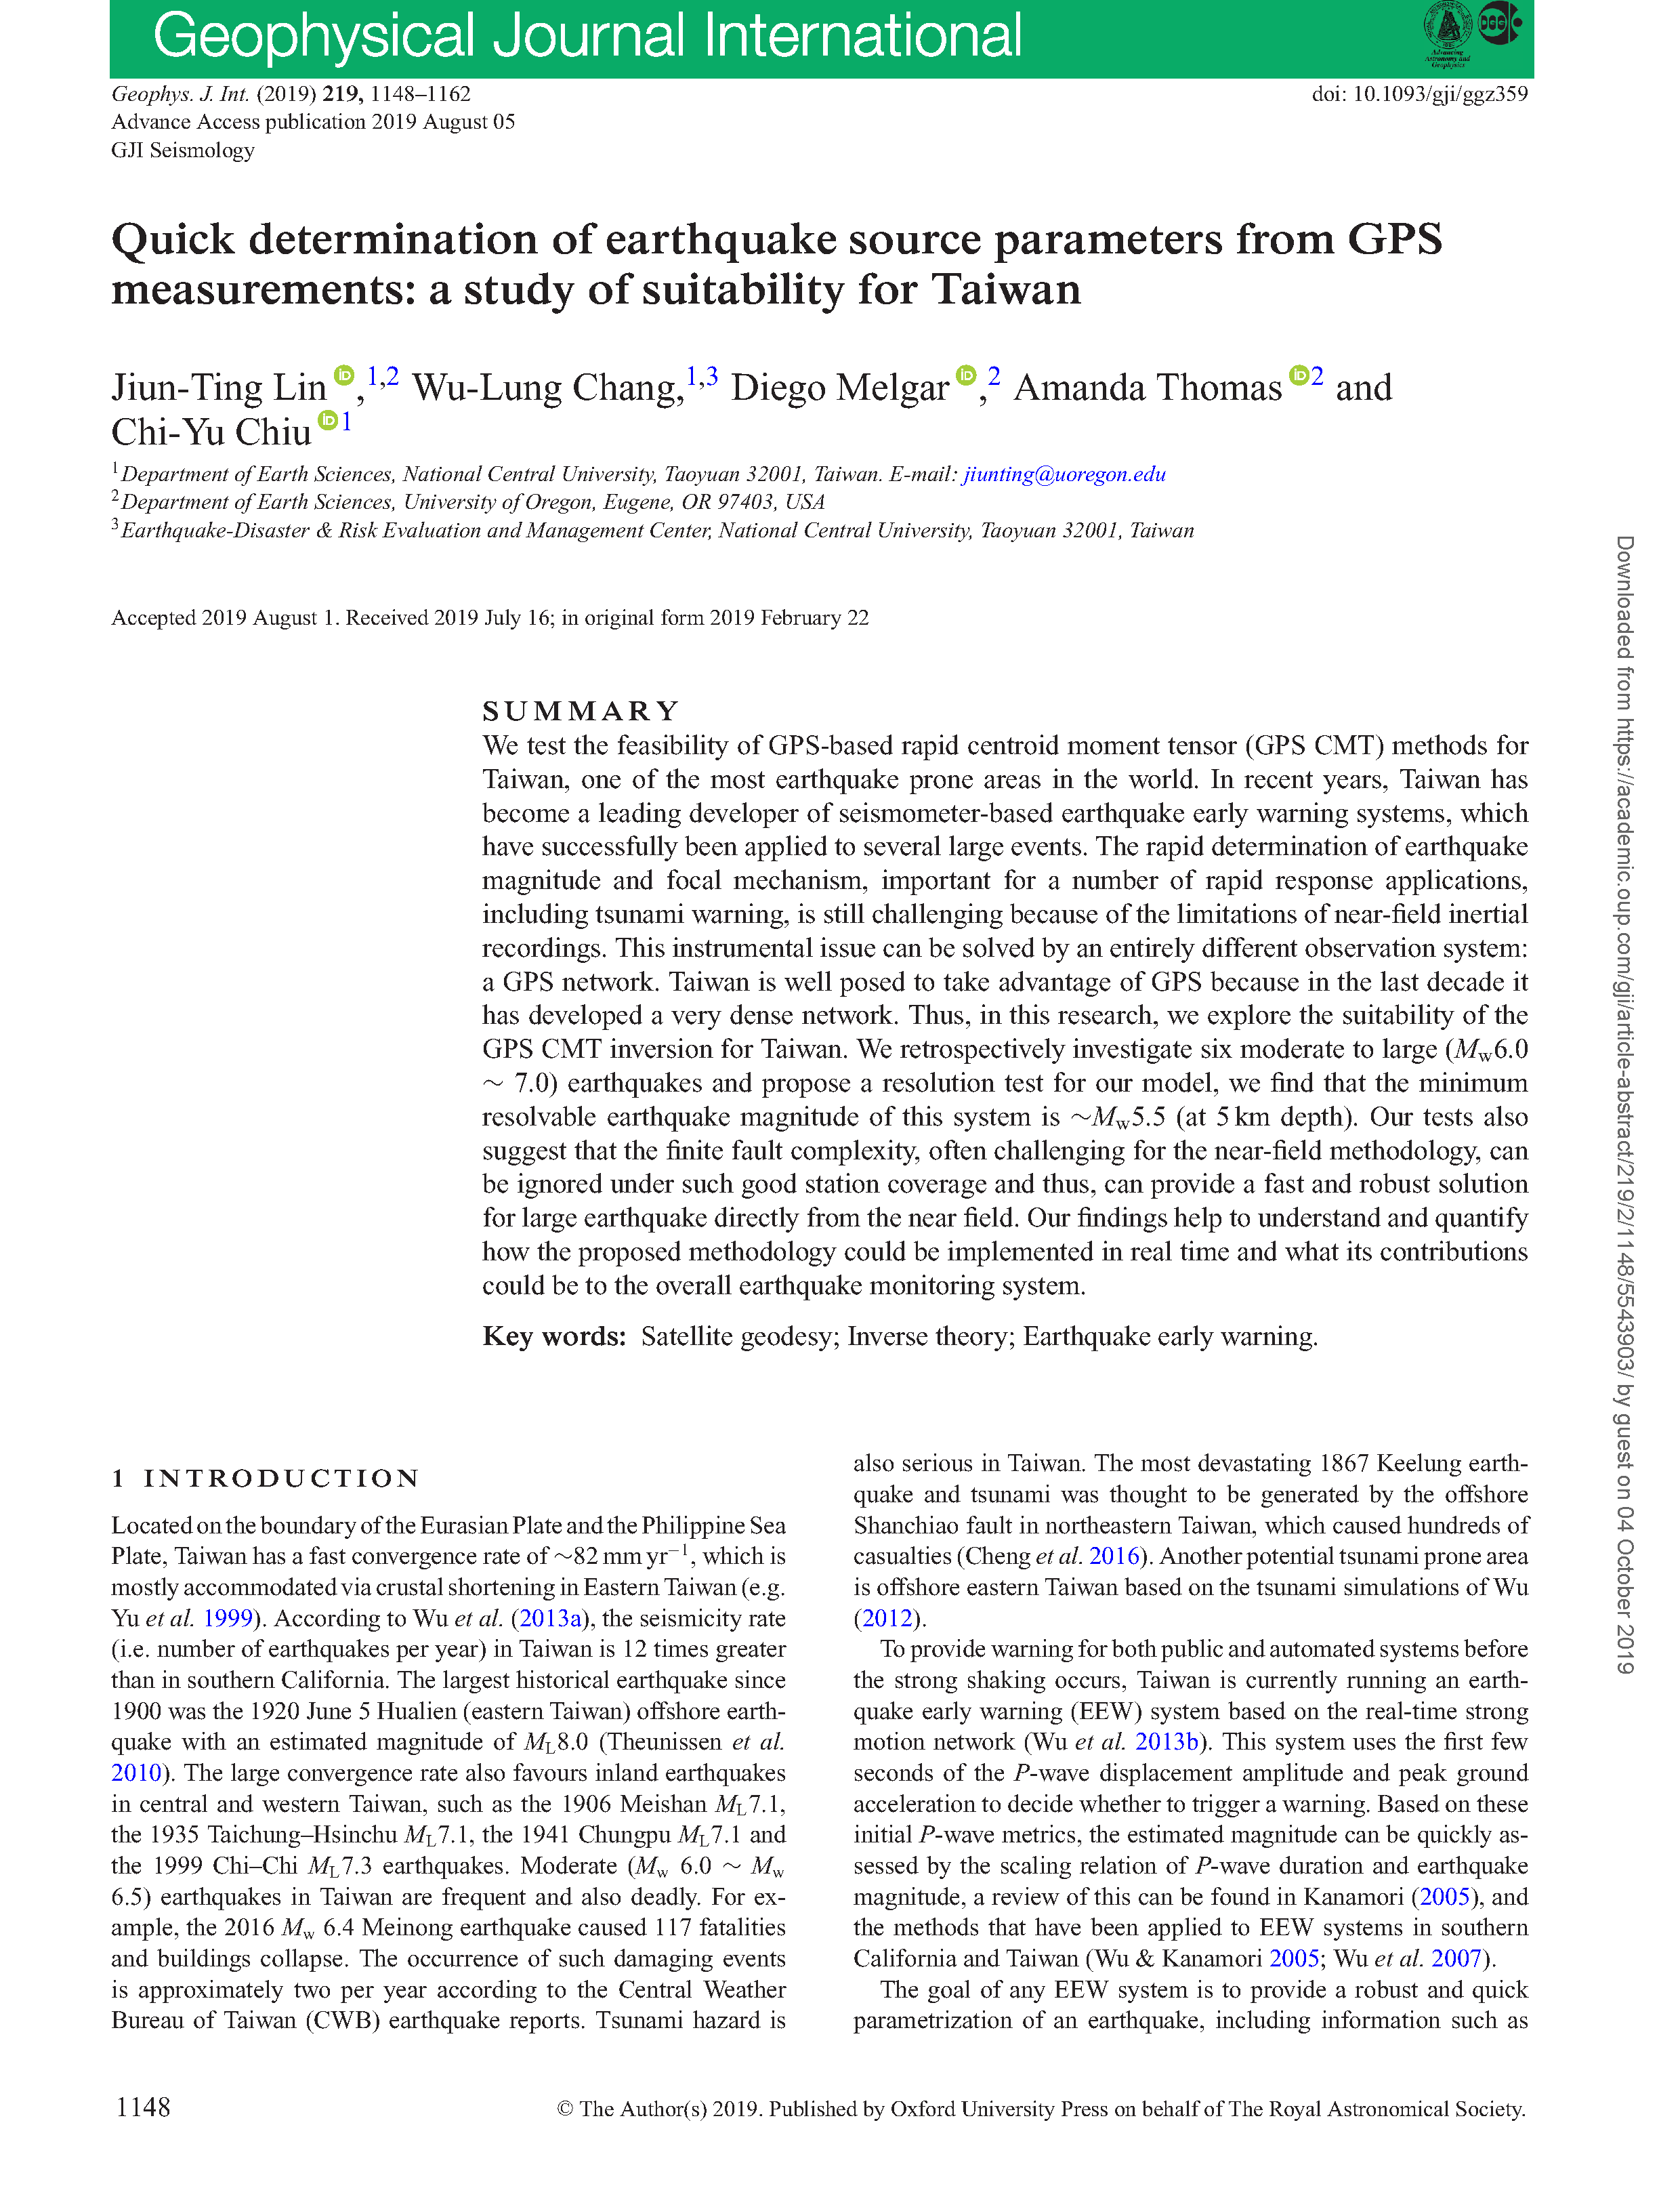 Geophysical Journal International
Advancing
Astronomy and
Geophysics
DGG
Geophys. J. Int. (2019) 219, 1148–1162
doi: 10.1093/gji/ggz359
Advance Access publication 2019 August 05
GJI Seismology
Quick determination of earthquake source parameters from GPS
measurements: a study of suitability for Taiwan
Jiun-Ting Lin iD,1,2 Wu-Lung Chang,1,3 Diego Melgar iD,2 Amanda Thomas iD2 and
Chi-Yu Chiu iD1
1 Department of Earth Sciences, National Central University, Taoyuan 32001, Taiwan. E-mail: jiunting@uoregon.edu
2 Department of Earth Sciences, University of Oregon, Eugene, OR 97403, USA
3 Earthquake-Disaster & Risk Evaluation and Management Center, National Central University, Taoyuan 32001, Taiwan
Accepted 2019 August 1. Received 2019 July 16; in original form 2019 February 22
SUMMARY
We test the feasibility of GPS-based rapid centroid moment tensor (GPS CMT) methods for
Taiwan, one of the most earthquake prone areas in the world. In recent years, Taiwan has
become a leading developer of seismometer-based earthquake early warning systems, which
have successfully been applied to several large events. The rapid determination of earthquake
magnitude and focal mechanism, important for a number of rapid response applications,
including tsunami warning, is still challenging because of the limitations of near-field inertial
recordings. This instrumental issue can be solved by an entirely different observation system:
a GPS network. Taiwan is well posed to take advantage of GPS because in the last decade it
has developed a very dense network. Thus, in this research, we explore the suitability of the
GPS CMT inversion for Taiwan. We retrospectively investigate six moderate to large (Mw6.0
∼ 7.0) earthquakes and propose a resolution test for our model, we find that the minimum
resolvable earthquake magnitude of this system is ∼Mw5.5 (at 5 km depth). Our tests also
suggest that the finite fault complexity, often challenging for the near-field methodology, can
be ignored under such good station coverage and thus, can provide a fast and robust solution
for large earthquake directly from the near field. Our findings help to understand and quantify
how the proposed methodology could be implemented in real time and what its contributions
could be to the overall earthquake monitoring system.
Key words: Satellite geodesy; Inverse theory; Earthquake early warning.
1 INTRODUCTION
Located on the boundary of the Eurasian Plate and the Philippine Sea
Plate, Taiwan has a fast convergence rate of ∼82 mm yr−1, which is
mostly accommodated via crustal shortening in Eastern Taiwan (e.g.
Yu et al. 1999). According to Wu et al. (2013a), the seismicity rate
(i.e. number of earthquakes per year) in Taiwan is 12 times greater
than in southern California. The largest historical earthquake since
1900 was the 1920 June 5 Hualien (eastern Taiwan) offshore earth-
quake with an estimated magnitude of ML8.0 (Theunissen et al.
2010). The large convergence rate also favours inland earthquakes
in central and western Taiwan, such as the 1906 Meishan ML7.1,
the 1935 Taichung–Hsinchu ML7.1, the 1941 Chungpu ML7.1 and
the 1999 Chi–Chi ML7.3 earthquakes. Moderate (Mw 6.0 ∼ Mw
6.5) earthquakes in Taiwan are frequent and also deadly. For ex-
ample, the 2016 Mw 6.4 Meinong earthquake caused 117 fatalities
and buildings collapse. The occurrence of such damaging events
is approximately two per year according to the Central Weather
Bureau of Taiwan (CWB) earthquake reports. Tsunami hazard is
also serious in Taiwan. The most devastating 1867 Keelung earth-
quake and tsunami was thought to be generated by the offshore
Shanchiao fault in northeastern Taiwan, which caused hundreds of
casualties (Cheng et al. 2016). Another potential tsunami prone area
is offshore eastern Taiwan based on the tsunami simulations of Wu
(2012).
To provide warning for both public and automated systems before
the strong shaking occurs, Taiwan is currently running an earth-
quake early warning (EEW) system based on the real-time strong
motion network (Wu et al. 2013b). This system uses the first few
seconds of the P-wave displacement amplitude and peak ground
acceleration to decide whether to trigger a warning. Based on these
initial P-wave metrics, the estimated magnitude can be quickly as-
sessed by the scaling relation of P-wave duration and earthquake
magnitude, a review of this can be found in Kanamori (2005), and
the methods that have been applied to EEW systems in southern
California and Taiwan (Wu & Kanamori 2005; Wu et al. 2007).
The goal of any EEW system is to provide a robust and quick
parametrization of an earthquake, including information such as
1148
© The Author(s) 2019. Published by Oxford University Press on behalf of The Royal Astronomical Society.
Downloaded from https://academic.oup.com/gji/article-abstract/219/2/1148/5543903/ by guest on 04 October 2019